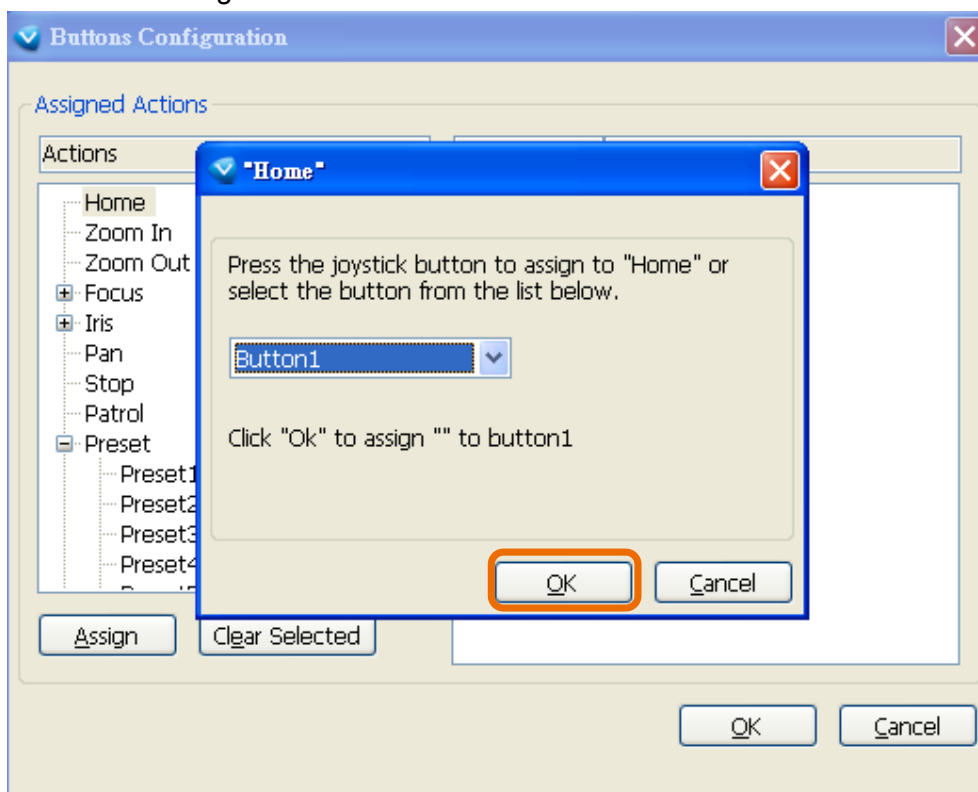 Buttons Configuration
Assigned Actions
Actions
Home
Zoom In
Zoom Out
Focus
Iris
Pan
Stop
Patrol
Preset
Preset1
Preset2
Preset3
Preset4
"Home"
Press the joystick button to assign to "Home" or
select the button from the list below.
Button1
Click "Ok" to assign "" to button1
OK
Cancel
Assign
Clear Selected
OK
Cancel